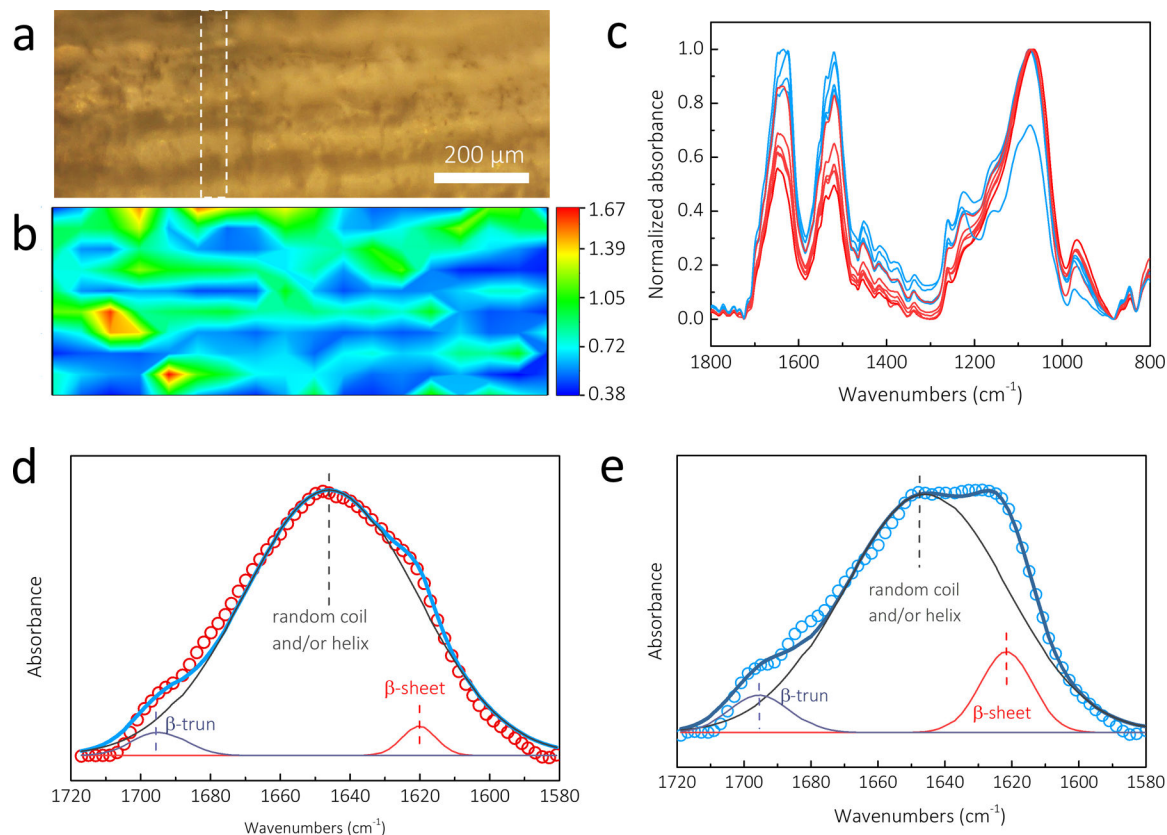 a
200 μm
b
1.67
1.39
1.05
0.72
0.38
c
Normalized absorbance
1.0
0.8
0.6
0.4
0.2
0.0
1800 1600 1400 1200 1000 800
Wavenumbers (cm⁻¹)
d
Absorbance
random coil
and/or helix
β-sheet
β-trun
1720 1700 1680 1660 1640 1620 1600 1580
Wavenumbers (cm⁻¹)
e
Absorbance
random coil
and/or helix
β-trun
β-sheet
1720 1700 1680 1660 1640 1620 1600 1580
Wavenumbers (cm⁻¹)